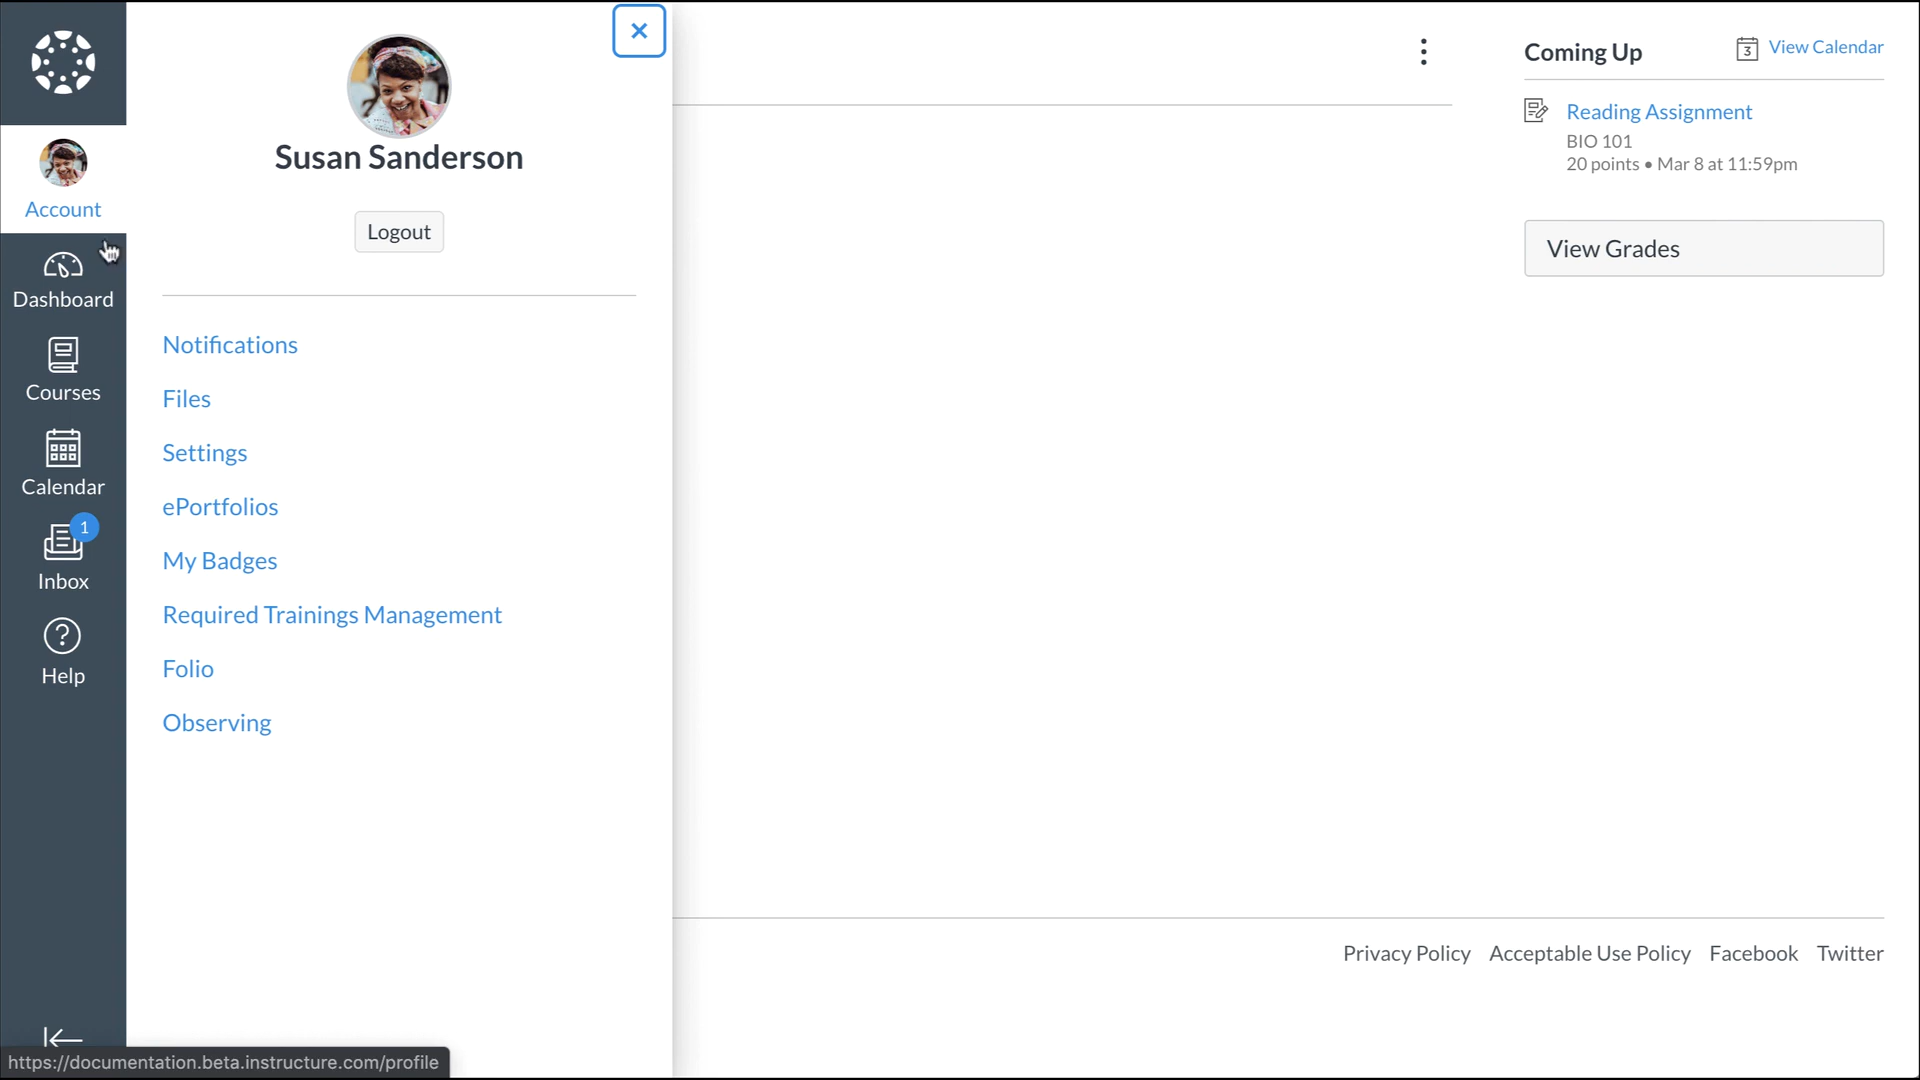 Account
Dashboard
Courses
Calendar
1
Inbox
Help
Susan Sanderson
Logout
Notifications
Files
Settings
ePortfolios
My Badges
Required Trainings Management
Folio
Observing
Coming Up
3
View Calendar
Reading Assignment
BIO 101
20 points • Mar 8 at 11:59pm
View Grades
Privacy Policy Acceptable Use Policy Facebook Twitter
https://documentation.beta.instructure.com/profile